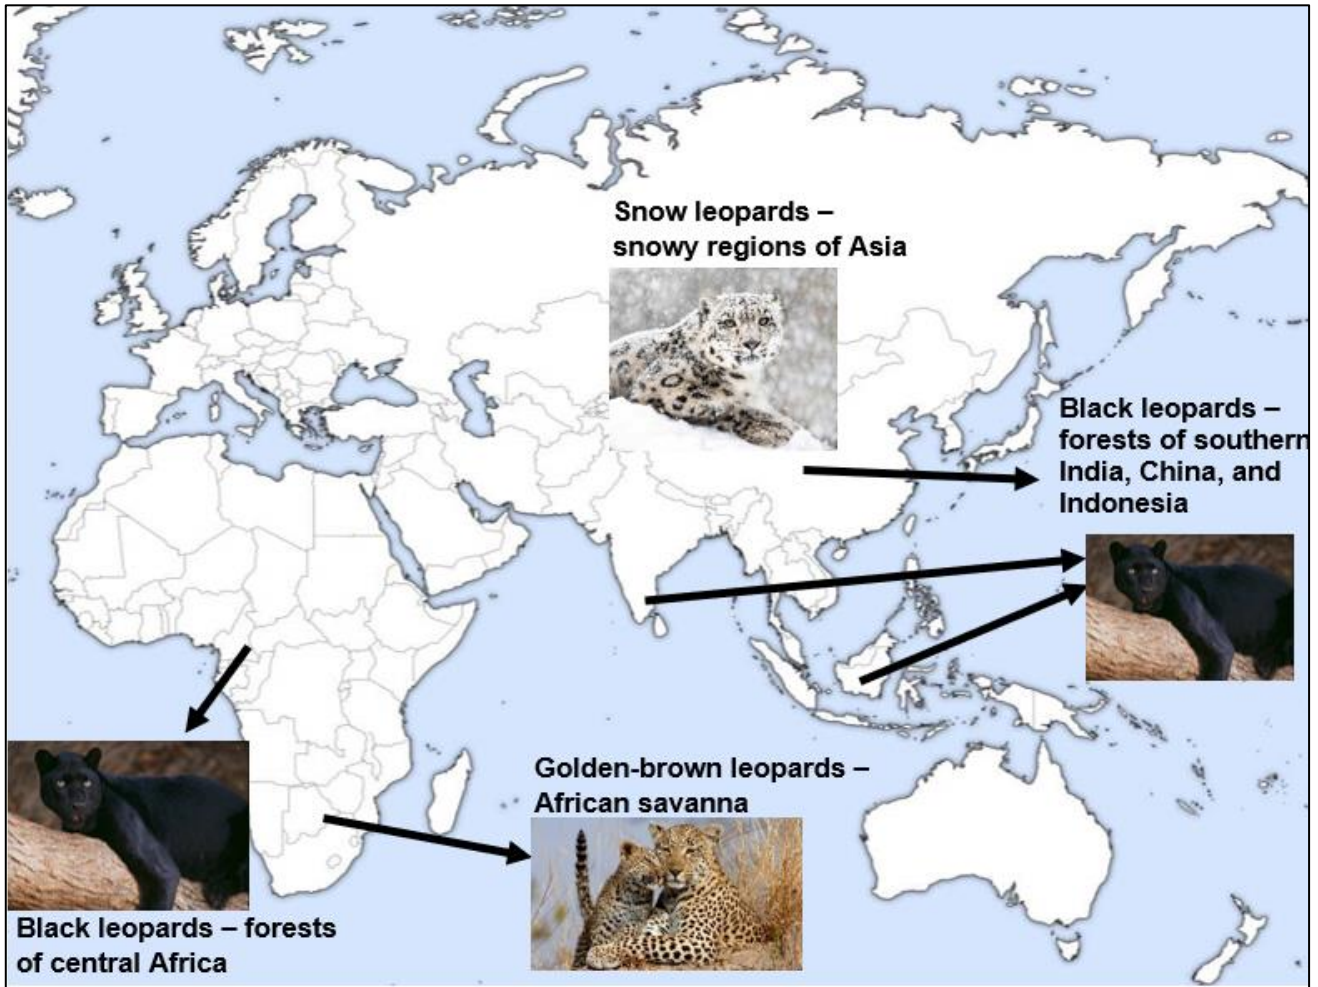 Snow leopards –
snowy regions of Asia
Black leopards –
forests of southern
India, China, and
Indonesia
Golden-brown leopards –
African savanna
Black leopards – forests
of central Africa